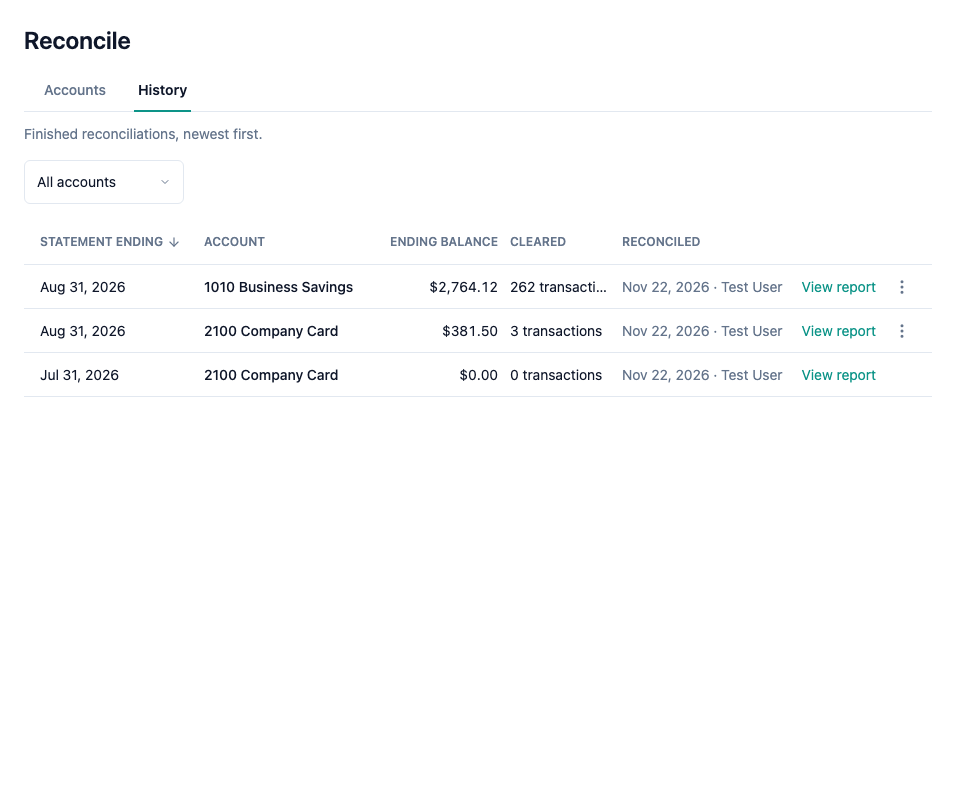 Reconcile
Accounts History
Finished reconciliations, newest first.
All accounts
STATEMENT ENDING ACCOUNT ENDING BALANCE CLEARED RECONCILED
Aug 31, 2026 1010 Business Savings $2,764.12 262 transacti... Nov 22, 2026 · Test User View report
Aug 31, 2026 2100 Company Card $381.50 3 transactions Nov 22, 2026 · Test User View report
Jul 31, 2026 2100 Company Card $0.00 0 transactions Nov 22, 2026 · Test User View report